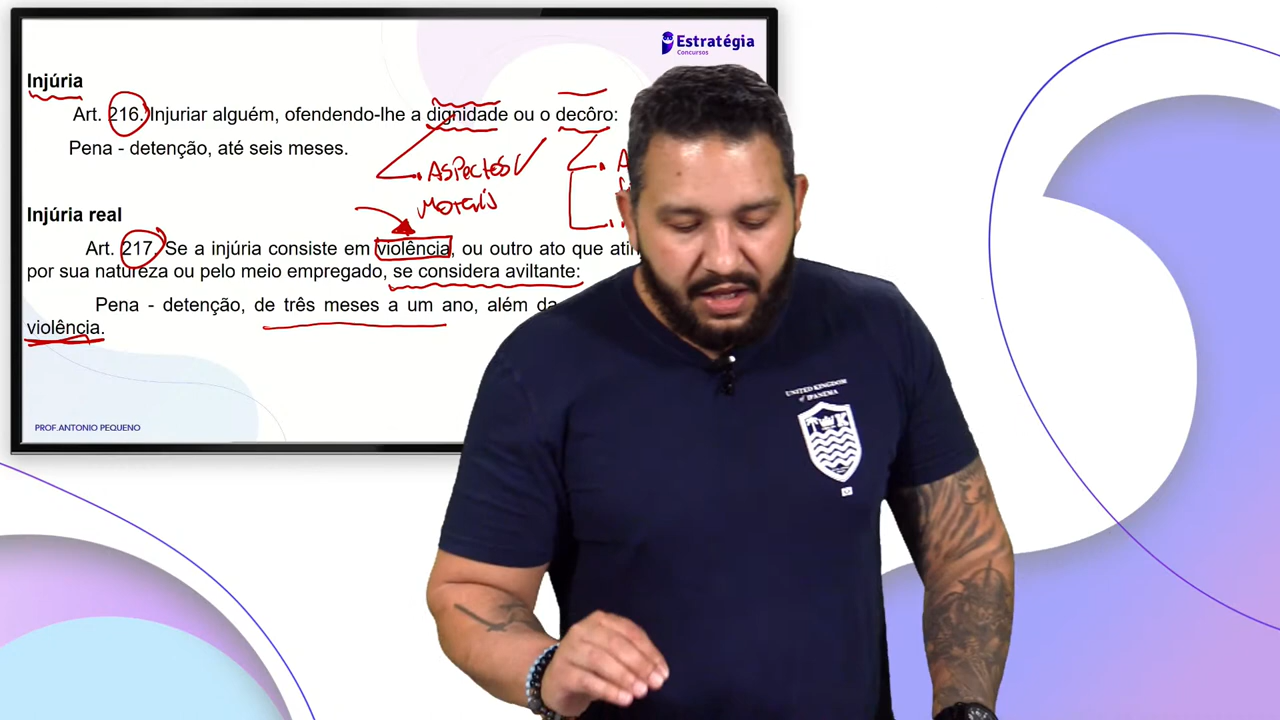 Estratégia
Concursos
Injúria
Art. 216. Injuriar alguém, ofendendo-lhe a dignidade ou o decôro:
Pena - detenção, até seis meses.
. ASPECTOS
MORAIS
Injúria real
Art. 217. Se a injúria consiste em violência, ou outro ato que
por sua natureza ou pelo meio empregado, se considera aviltante:
Pena - detenção, de três meses a um ano, além da
violência.
PROF. ANTONIO PEQUENO
UNITED KINGDOM
of IPANEMA